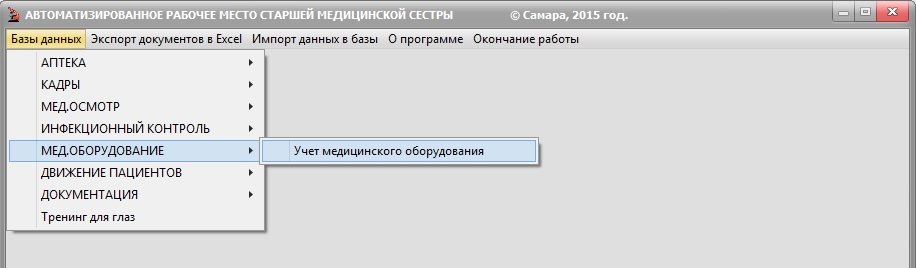 АВТОМАТИЗИРОВАННОЕ РАБОЧЕЕ МЕСТО СТАРШЕЙ МЕДИЦИНСКОЙ СЕСТРЫ © Самара, 2015 год.
Базы данных Экспорт документов в Excel Импорт данных в базы О программе Окончание работы
АПТЕКА
КАДРЫ
МЕД.ОСМОТР
ИНФЕКЦИОННЫЙ КОНТРОЛЬ
МЕД.ОБОРУДОВАНИЕ Учет медицинского оборудования
ДВИЖЕНИЕ ПАЦИЕНТОВ
ДОКУМЕНТАЦИЯ
Тренинг для глаз